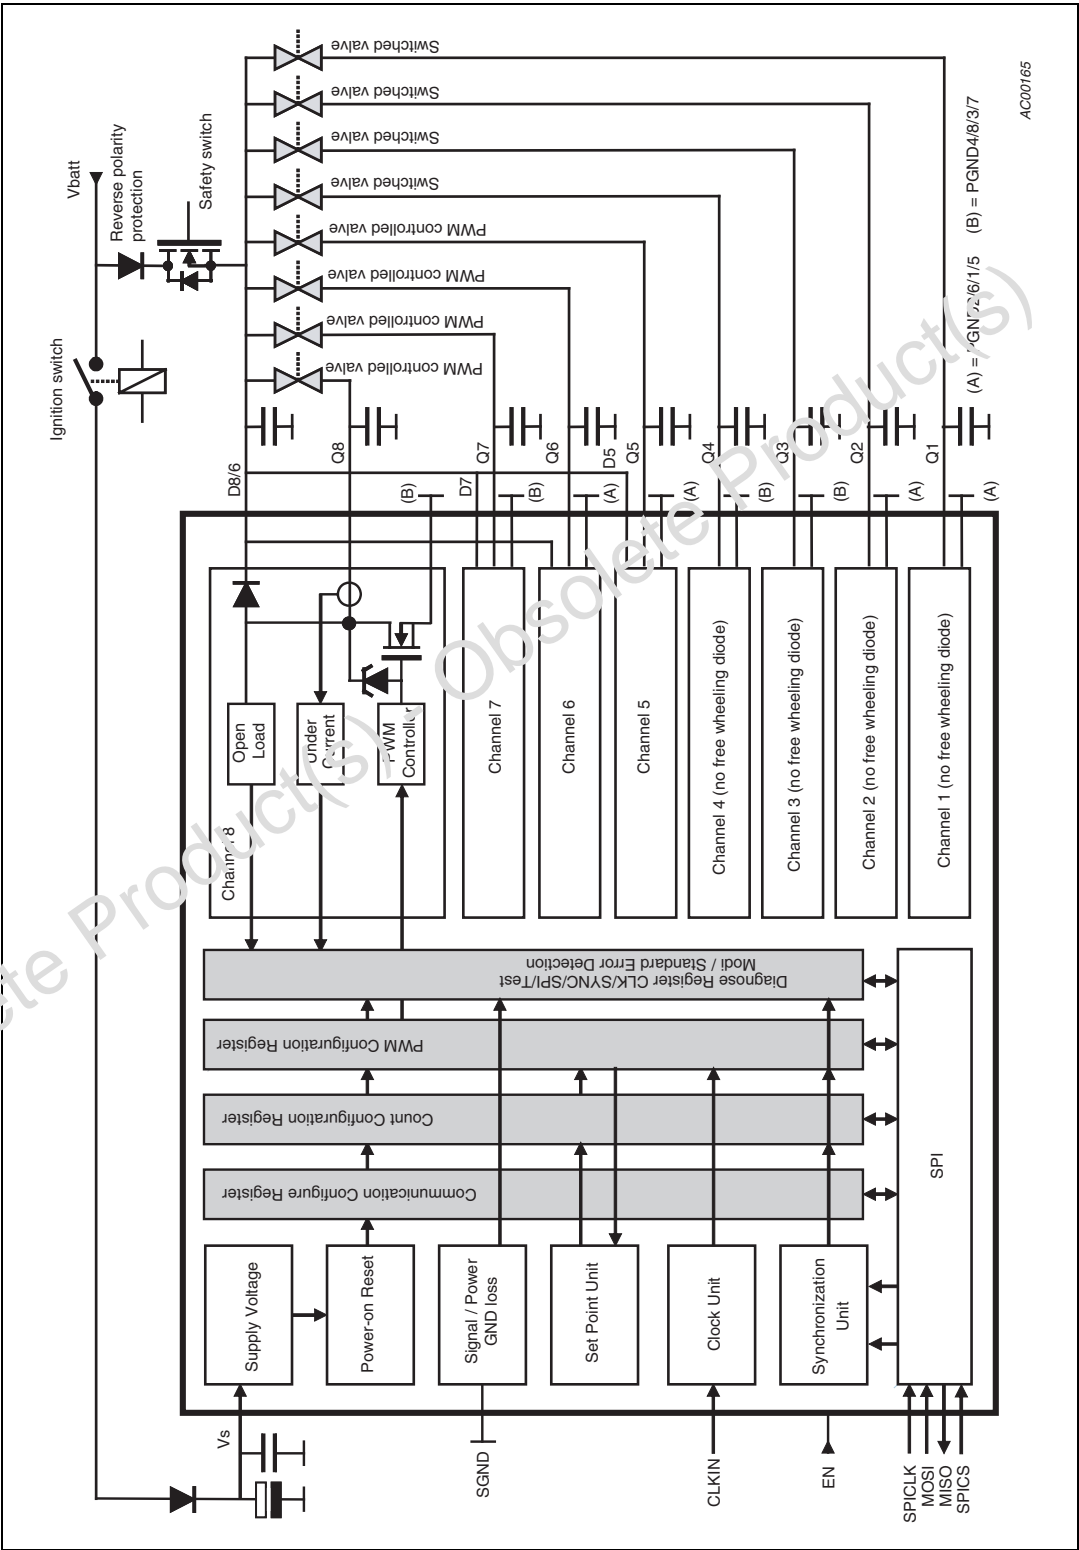 Switched valve
Switched valve
Switched valve
Switched valve
PWM controlled valve
PWM controlled valve
PWM controlled valve
PWM controlled valve
Vbatt
Reverse polarity
protection
Safety switch
Ignition switch
AC00165
(A) = PGND2/6/1/5 (B) = PGND4/8/3/7
D8/6
Q8
Q7
Q6
D5
Q5
Q4
Q3
Q2
Q1
(B)
D7
(B)
(A)
(A)
(B)
(B)
(A)
(A)
Channel 8
Open
Load
Under
Current
PWM
Controller
Channel 7
Channel 6
Channel 5
Channel 4 (no free wheeling diode)
Channel 3 (no free wheeling diode)
Channel 2 (no free wheeling diode)
Channel 1 (no free wheeling diode)
Diagnose Register CLK/SYNC/SPI/Test
Modi / Standard Error Detection
PWM Configuration Register
Count Configuration Register
Communication Configure Register
SPI
Supply Voltage
Power-on Reset
Signal / Power
GND loss
Set Point Unit
Clock Unit
Synchronization
Unit
Vs
SGND
CLKIN
EN
SPICLK
MOSI
MISO
SPICS
ete Product(s) - Obsolete Product(s)